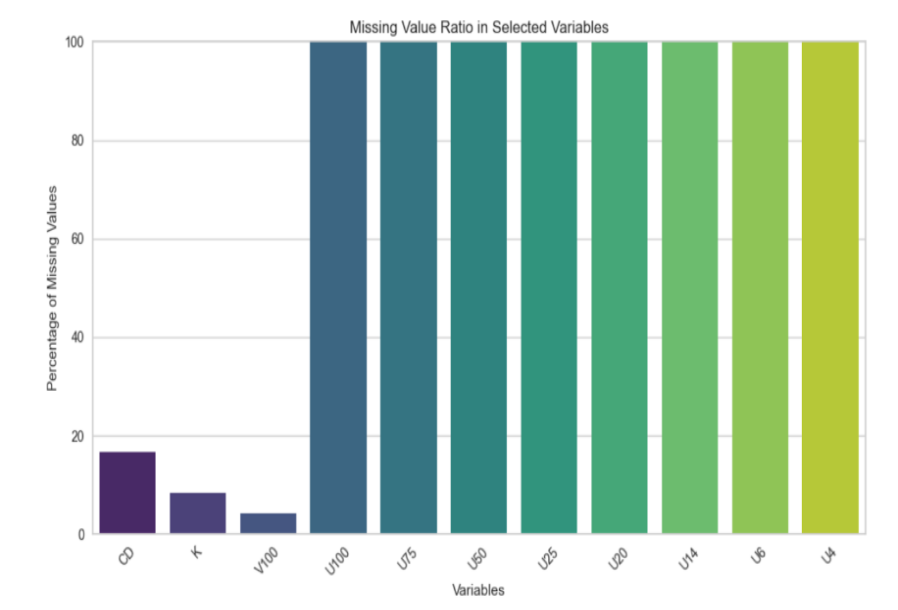 Missing Value Ratio in Selected Variables
Percentage of Missing Values
100
80
60
40
20
0
CD K V100 U100 U75 U50 U25 U20 U14 U6 U4
Variables